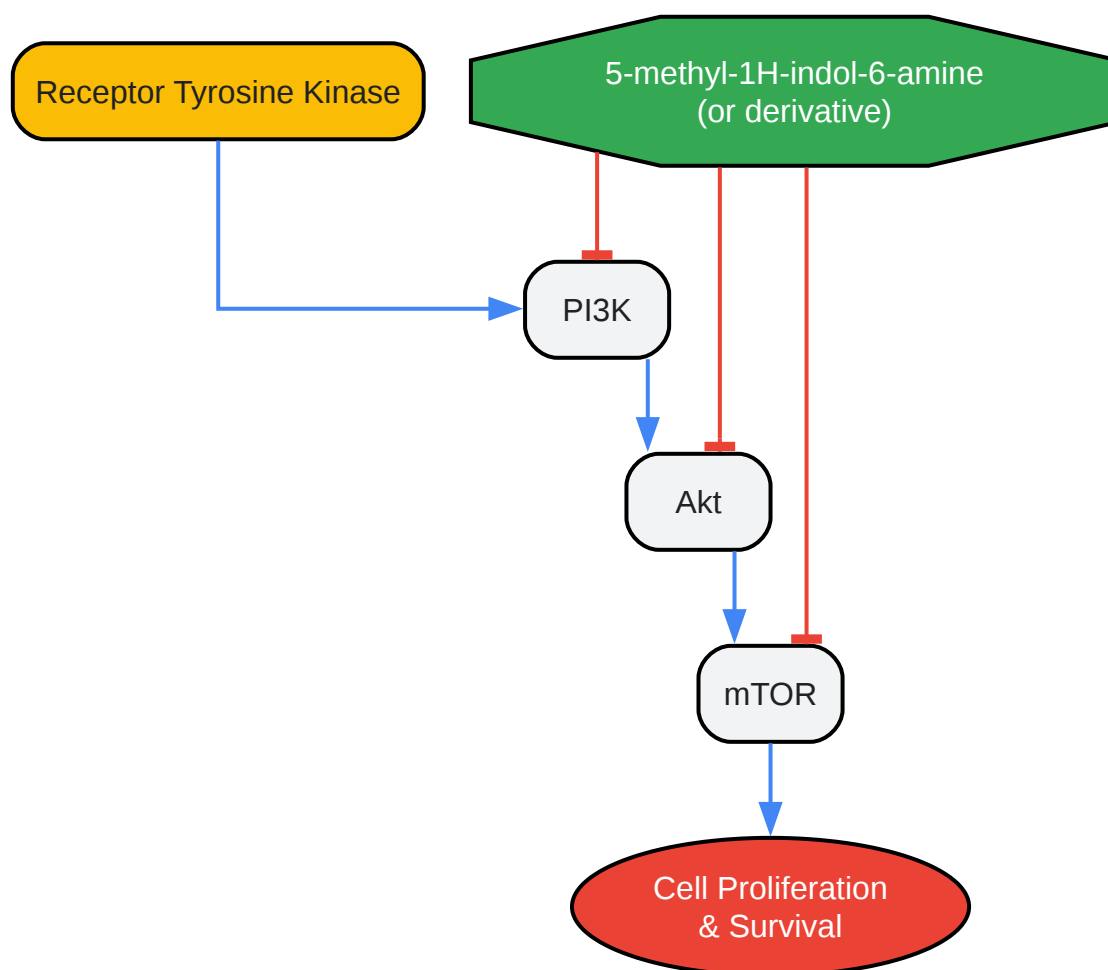 Receptor Tyrosine Kinase
5-methyl-1H-indol-6-amine
(or derivative)
PI3K
Akt
mTOR
Cell Proliferation
& Survival